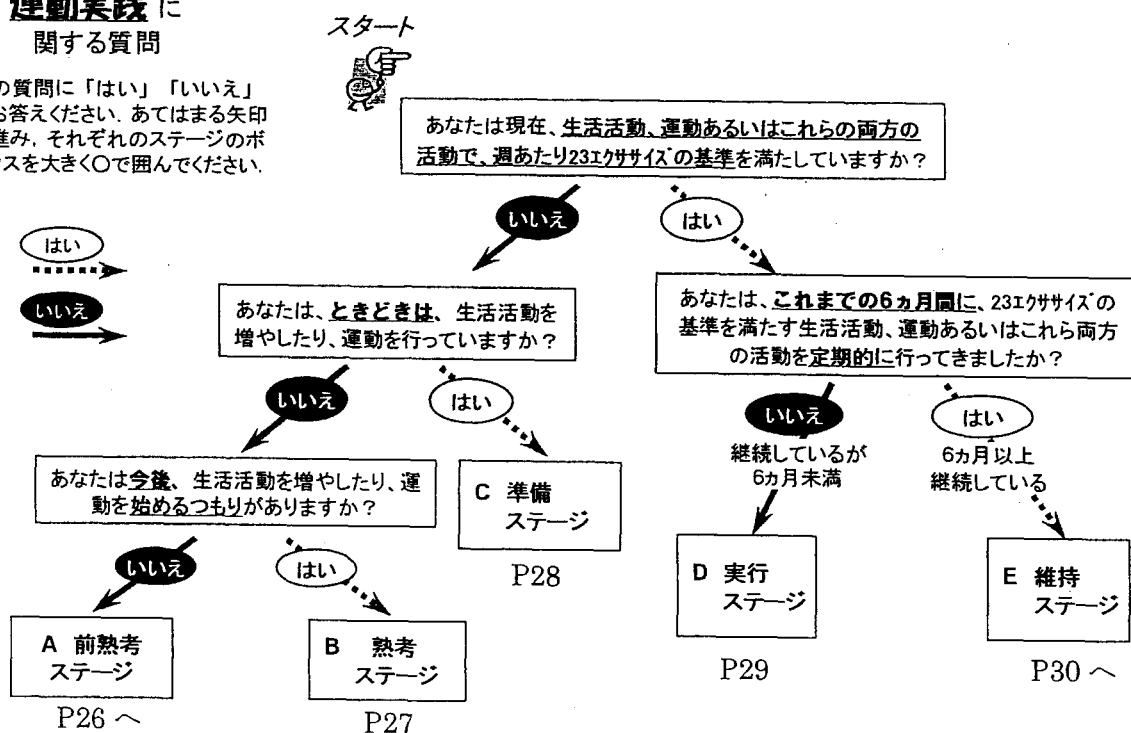 運動実践に
関する質問
の質問に「はい」「いいえ」
お答えください．あてはまる矢印
進み，それぞれのステージのボ
クスを大きく○で囲んでください．
はい
いいえ
スタート
あなたは現在、生活活動、運動あるいはこれらの両方の
活動で、週あたり23ｴｸｻｻｲｽﾞの基準を満たしていますか？
いいえ
はい
あなたは、ときどきは、生活活動を
増やしたり、運動を行っていますか？
あなたは、これまでの6ヵ月間に、23ｴｸｻｻｲｽﾞの
基準を満たす生活活動、運動あるいはこれら両方
の活動を定期的に行ってきましたか？
いいえ
はい
いいえ
継続しているが
6ヵ月未満
はい
6ヵ月以上
継続している
あなたは今後、生活活動を増やしたり、運
動を始めるつもりがありますか？
C 準備
ステージ
P28
いいえ
はい
D 実行
ステージ
P29
E 維持
ステージ
P30 へ
A 前熟考
ステージ
P26 へ
B 熟考
ステージ
P27